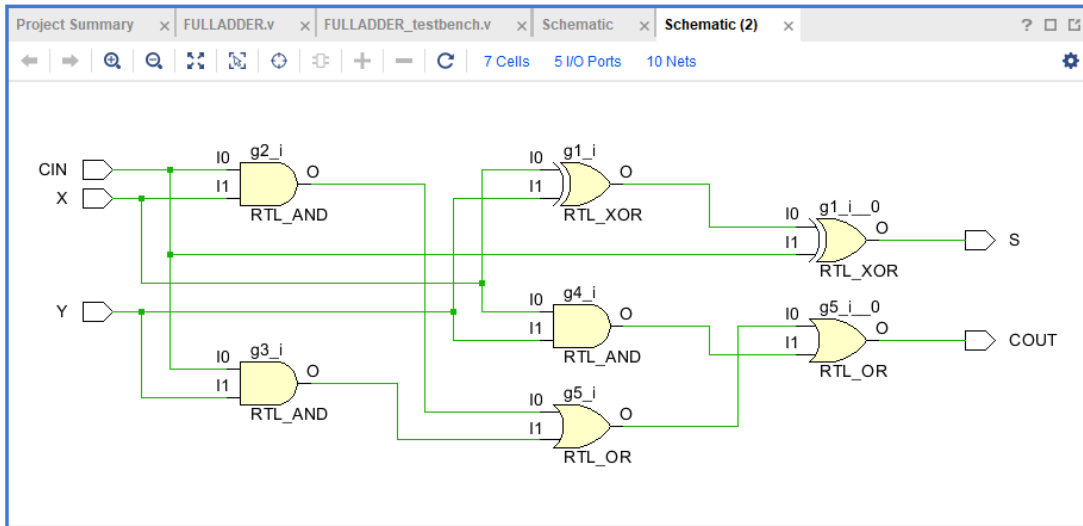 Project Summary × FULLADDER.v × FULLADDER_testbench.v × Schematic × Schematic (2) × ?
7 Cells 5 I/O Ports 10 Nets
g2_i g1_i
CIN I0 O I0 O
X I1 I1
RTL_AND RTL_XOR g1_i__0
I0 O S
I1
RTL_XOR
g4_i g5_i__0
Y I0 O I0 O COUT
I1 I1
g3_i RTL_AND RTL_OR
I0 O
I1 g5_i
RTL_AND I0 O
I1
RTL_OR